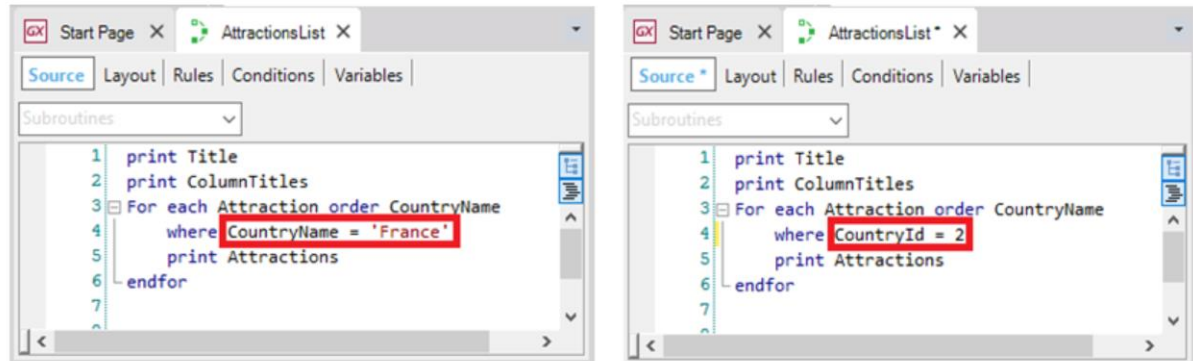 GX Start Page X AttractionsList X
Source Layout Rules Conditions Variables
Subroutines
1 print Title
2 print ColumnTitles
3 For each Attraction order CountryName
4 where CountryName = 'France'
5 print Attractions
6 endfor
7
GX Start Page X AttractionsList * X
Source * Layout Rules Conditions Variables
Subroutines
1 print Title
2 print ColumnTitles
3 For each Attraction order CountryName
4 where CountryId = 2
5 print Attractions
6 endfor
7